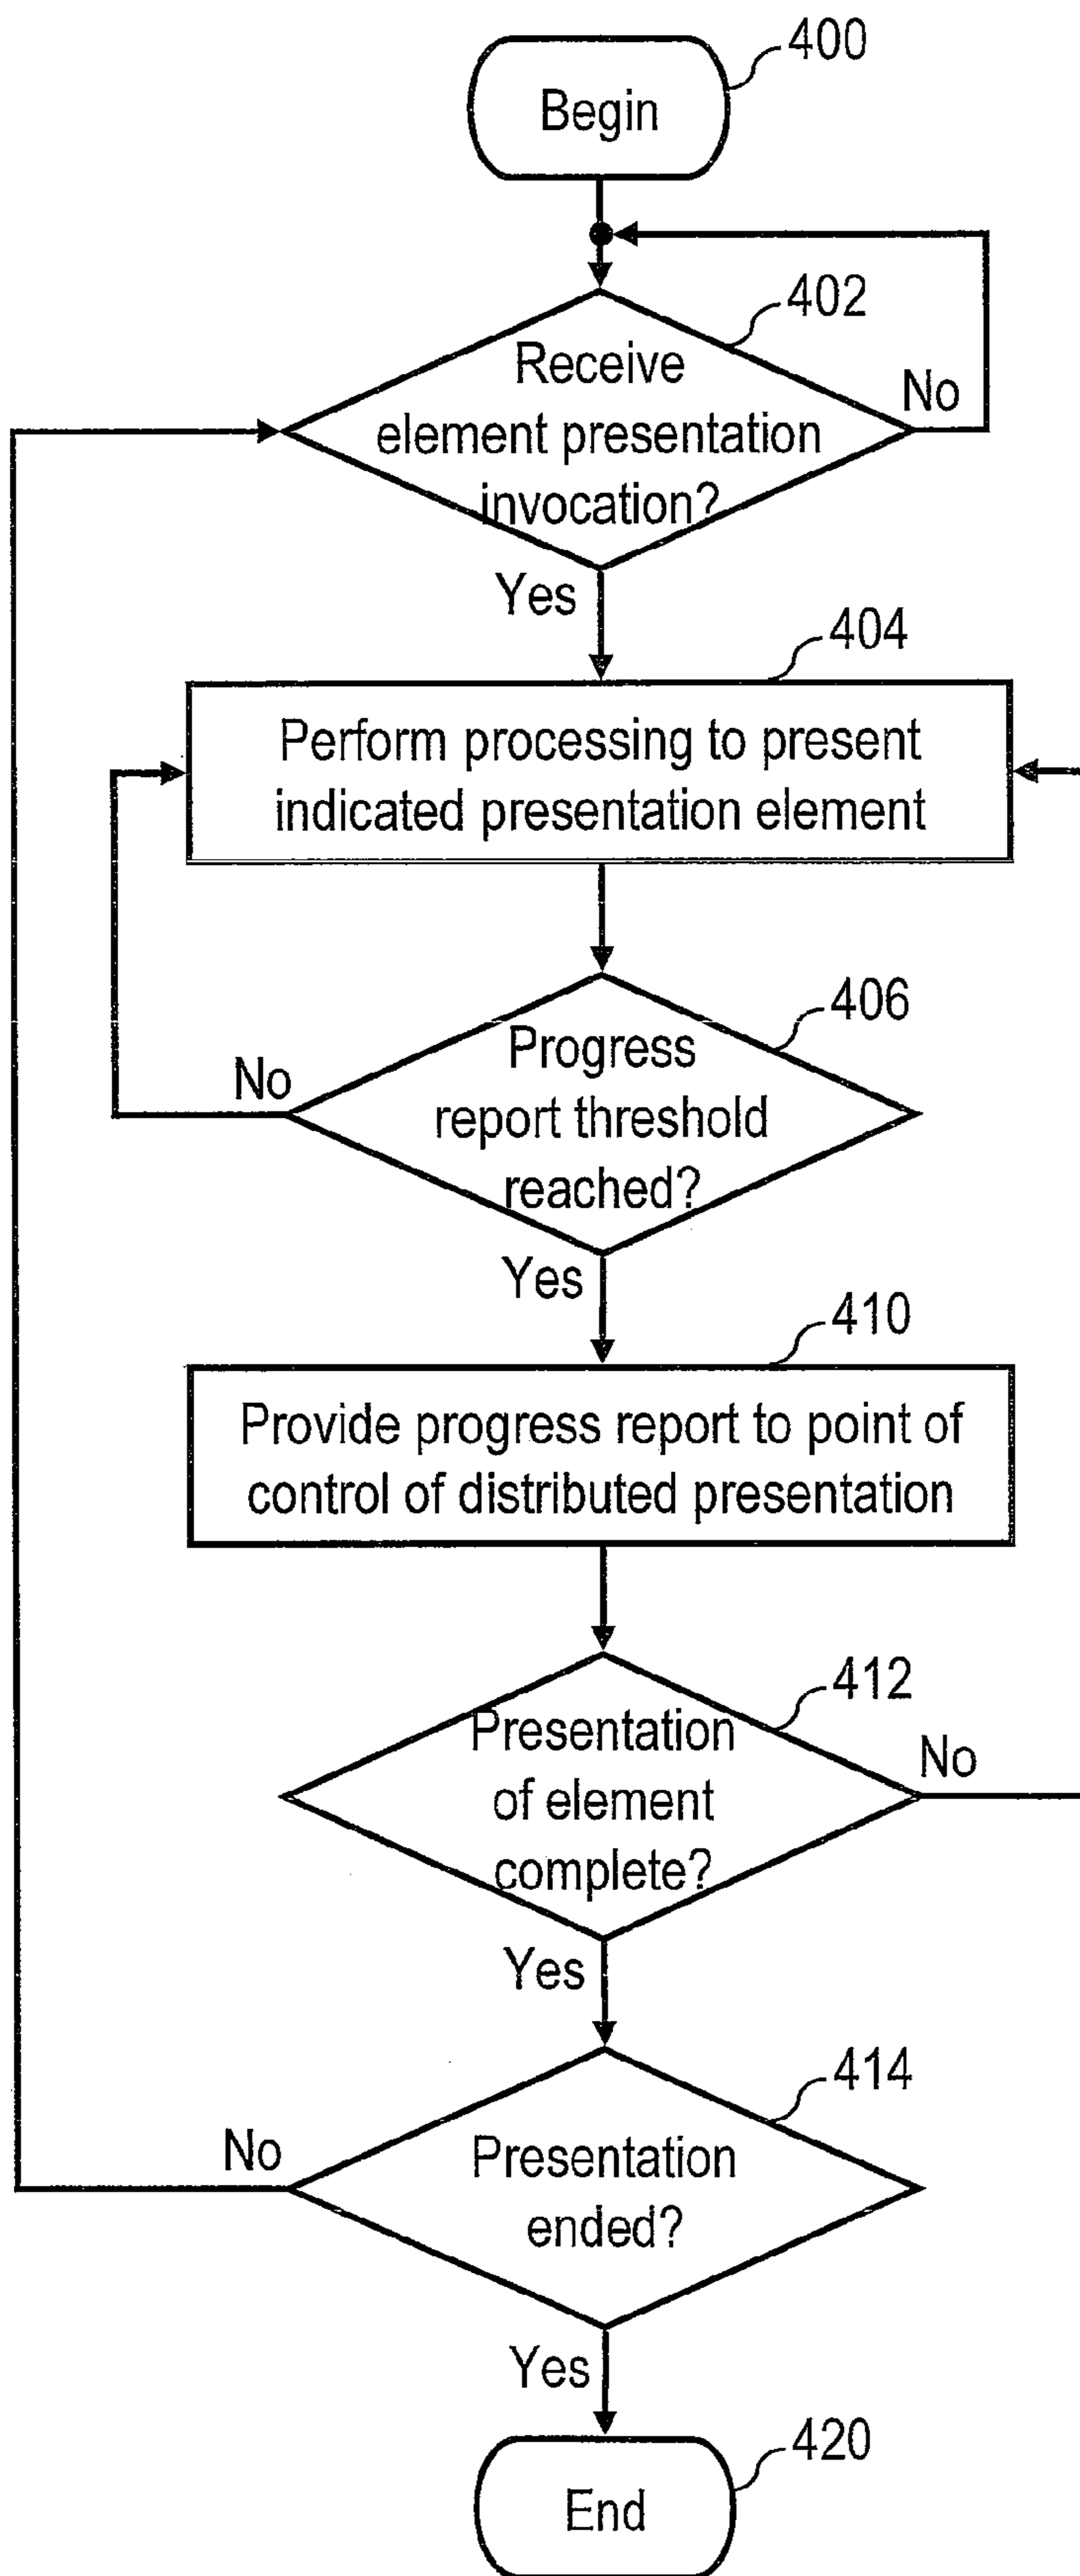 400
Begin
402
Receive
element presentation
invocation?
No
Yes
404
Perform processing to present
indicated presentation element
406
Progress
report threshold
reached?
No
Yes
410
Provide progress report to point of
control of distributed presentation
412
Presentation
of element
complete?
No
Yes
414
Presentation
ended?
No
Yes
420
End